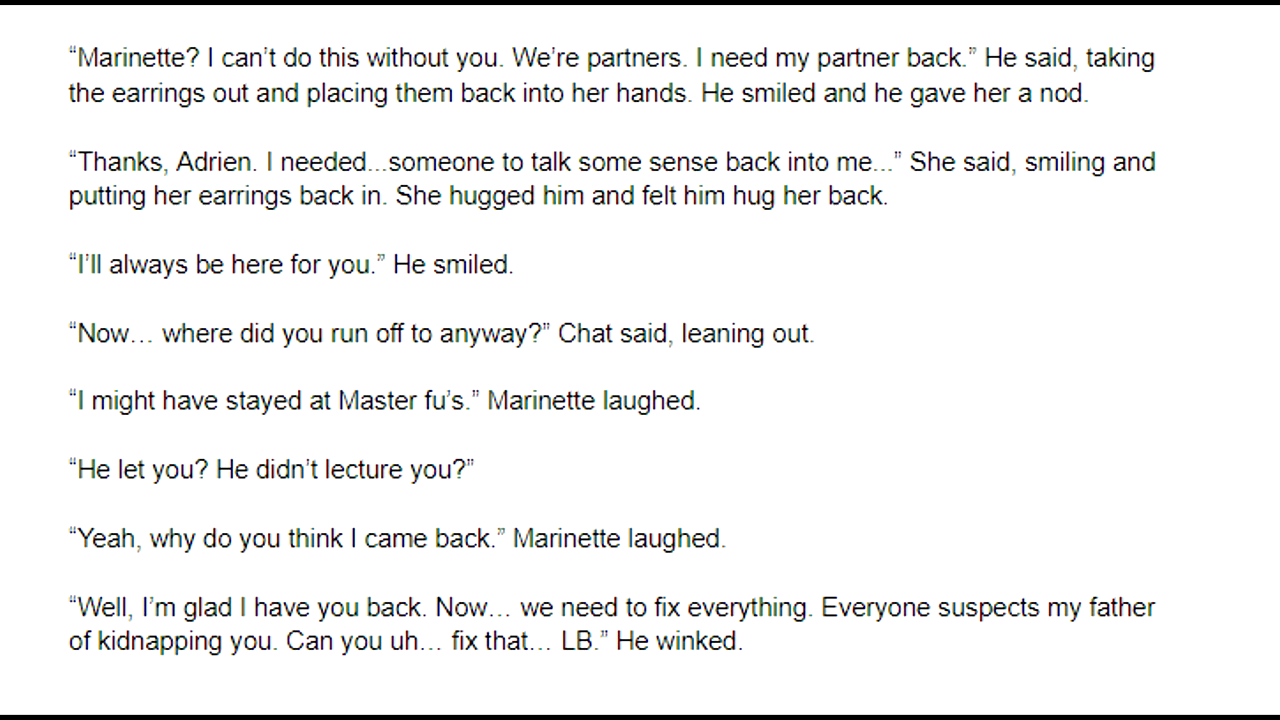 “Marinette? I can’t do this without you. We’re partners. I need my partner back.” He said, taking
the earrings out and placing them back into her hands. He smiled and he gave her a nod.
“Thanks, Adrien. I needed...someone to talk some sense back into me...” She said, smiling and
putting her earrings back in. She hugged him and felt him hug her back.
“I’ll always be here for you.” He smiled.
“Now… where did you run off to anyway?” Chat said, leaning out.
“I might have stayed at Master fu’s.” Marinette laughed.
“He let you? He didn’t lecture you?”
“Yeah, why do you think I came back.” Marinette laughed.
“Well, I’m glad I have you back. Now… we need to fix everything. Everyone suspects my father
of kidnapping you. Can you uh… fix that… LB.” He winked.